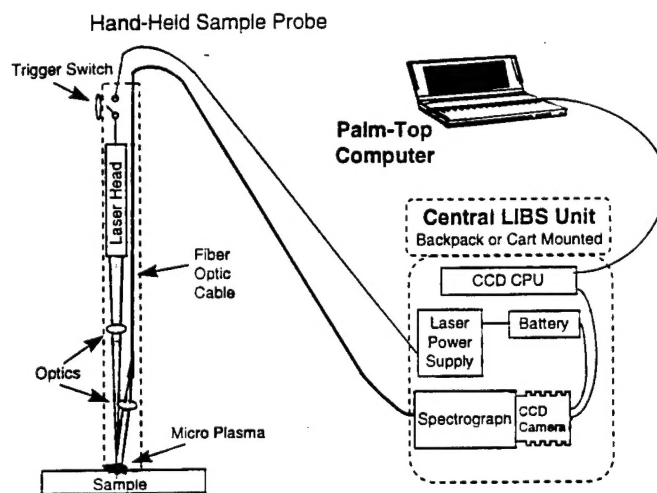 Hand-Held Sample Probe
Trigger Switch
Laser Head
Fiber
Optic
Cable
Optics
Micro Plasma
Sample
Palm-Top
Computer
Central LIBS Unit
Backpack or Cart Mounted
CCD CPU
Laser
Power
Supply
Battery
Spectrograph
CCD
Camera